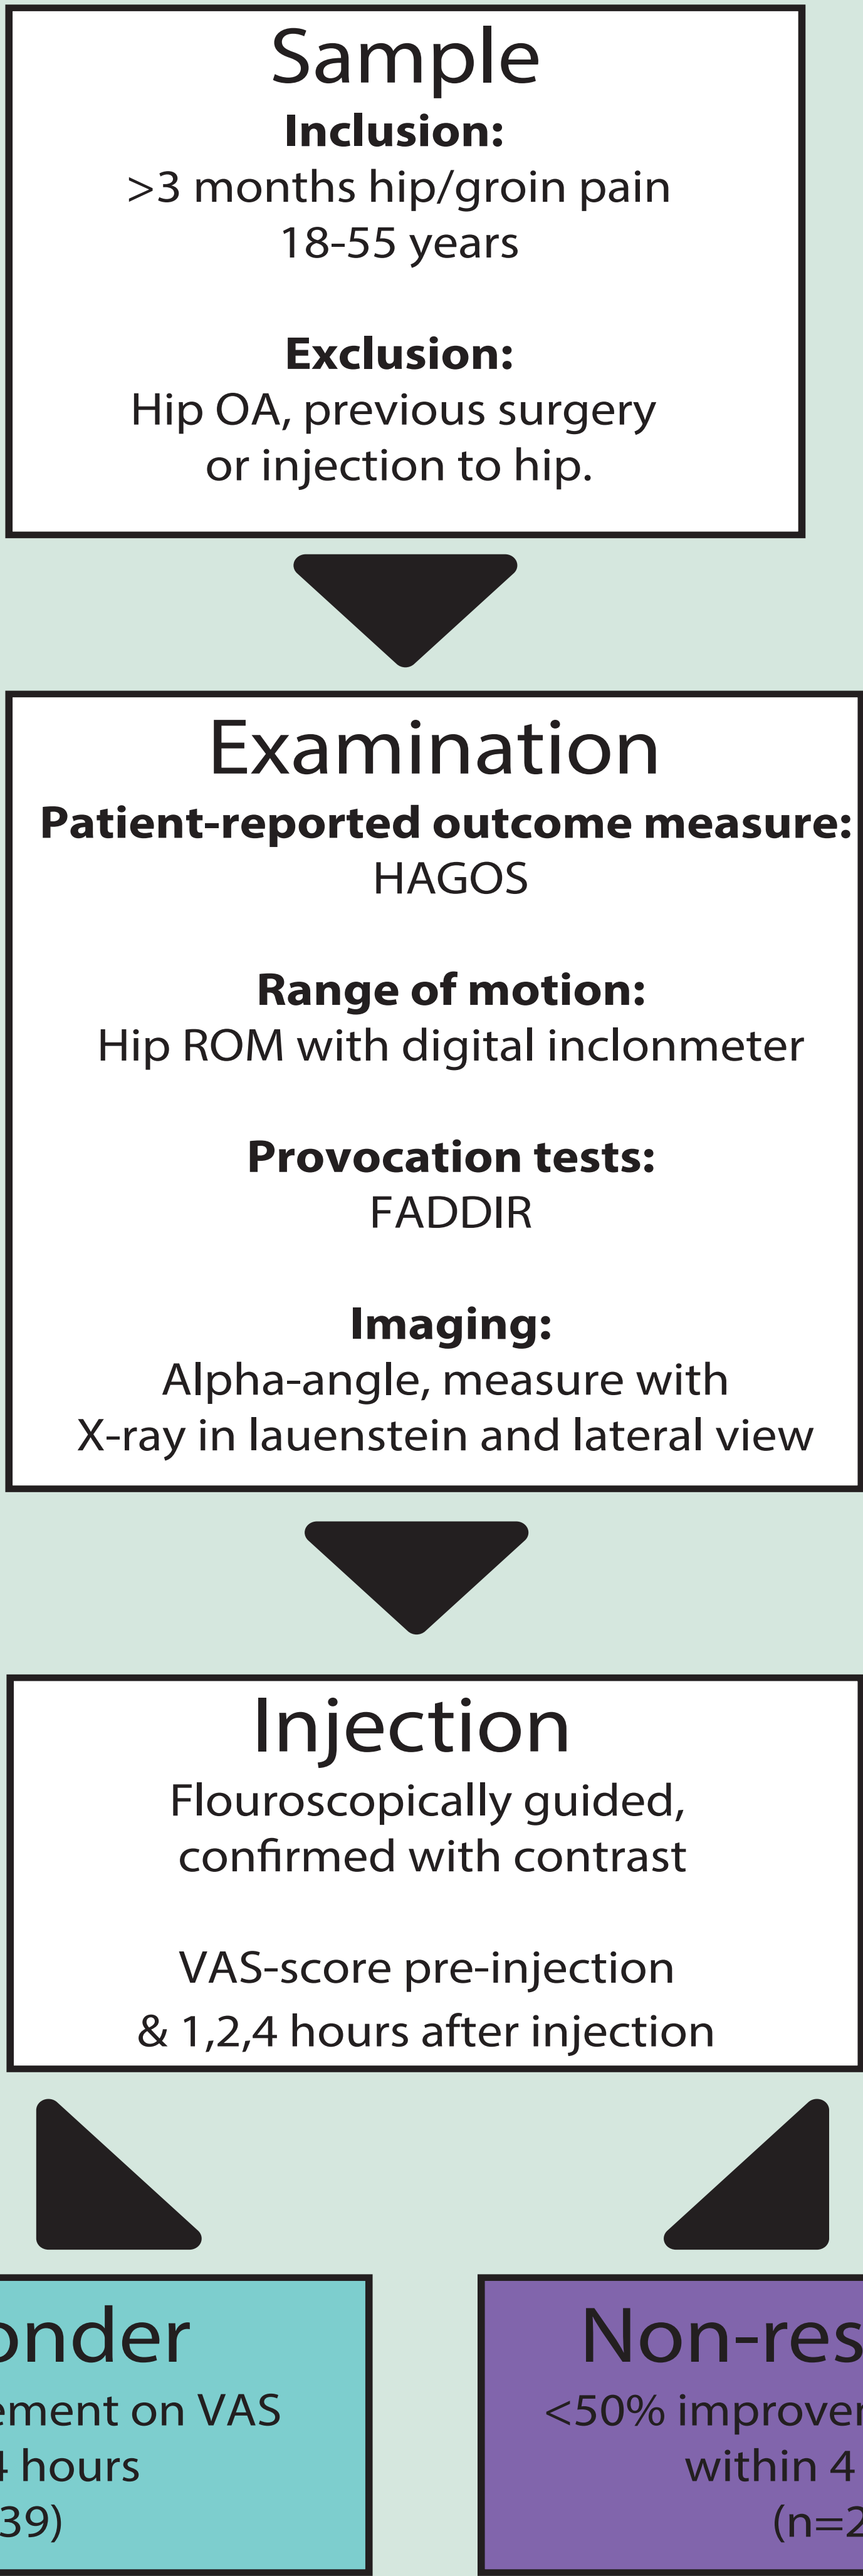 Sample
Inclusion:
>3 months hip/groin pain
18-55 years
Exclusion:
Hip OA, previous surgery
or injection to hip.
Examination
Patient-reported outcome measure:
HAGOS
Range of motion:
Hip ROM with digital inclonmeter
Provocation tests:
FADDIR
Imaging:
Alpha-angle, measure with
X-ray in lauenstein and lateral view
Injection
Flouroscopically guided,
confirmed with contrast
VAS-score pre-injection
& 1,2,4 hours after injection
onder
ement on VAS
4 hours
39)
Non-res
<50% improver
within 4
(n=2